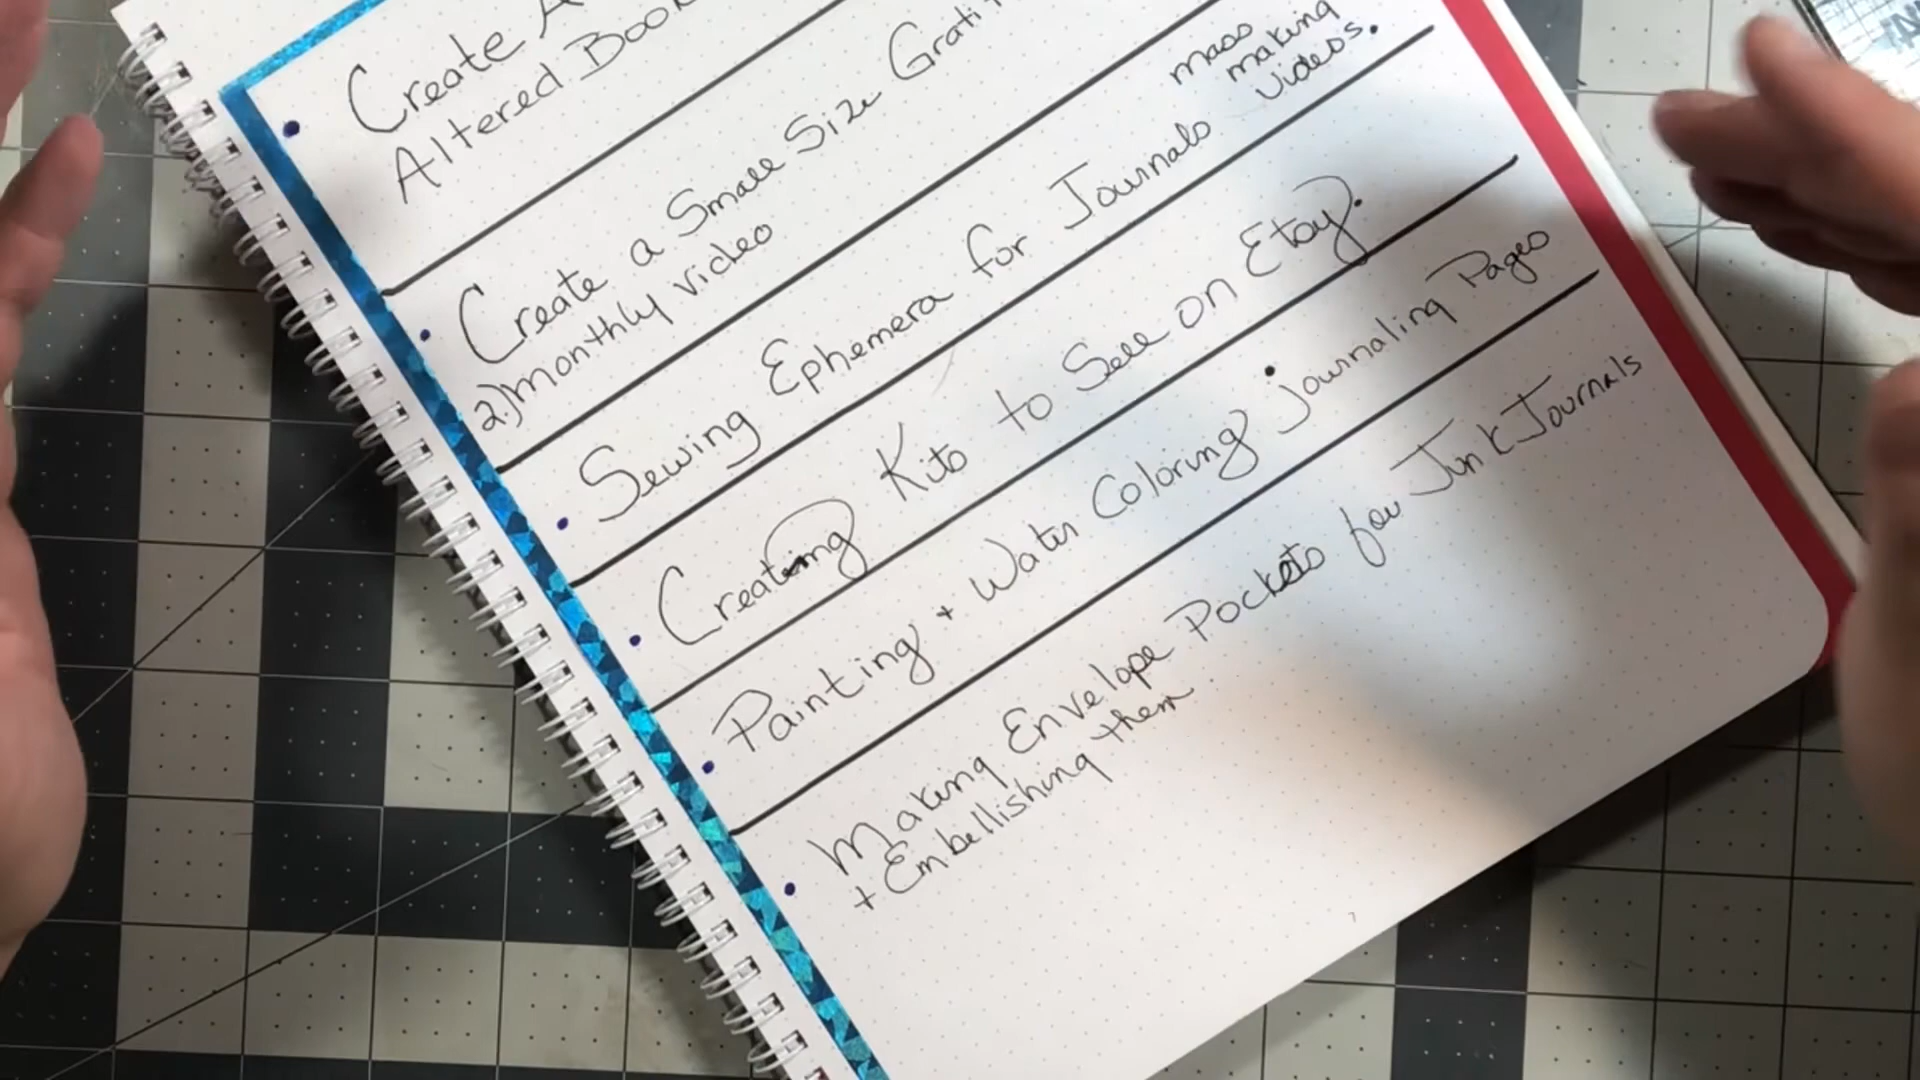 Create
Altered Book
Create a Small Size
2.) monthly video
Sewing Ephemera for Journals
mass
making
videos.
Creating Kits to Sell on Etsy.
Painting + Water Coloring Journaling Pages
Making Envelope Pockets for Junk Journals
+ Embellishing them
7